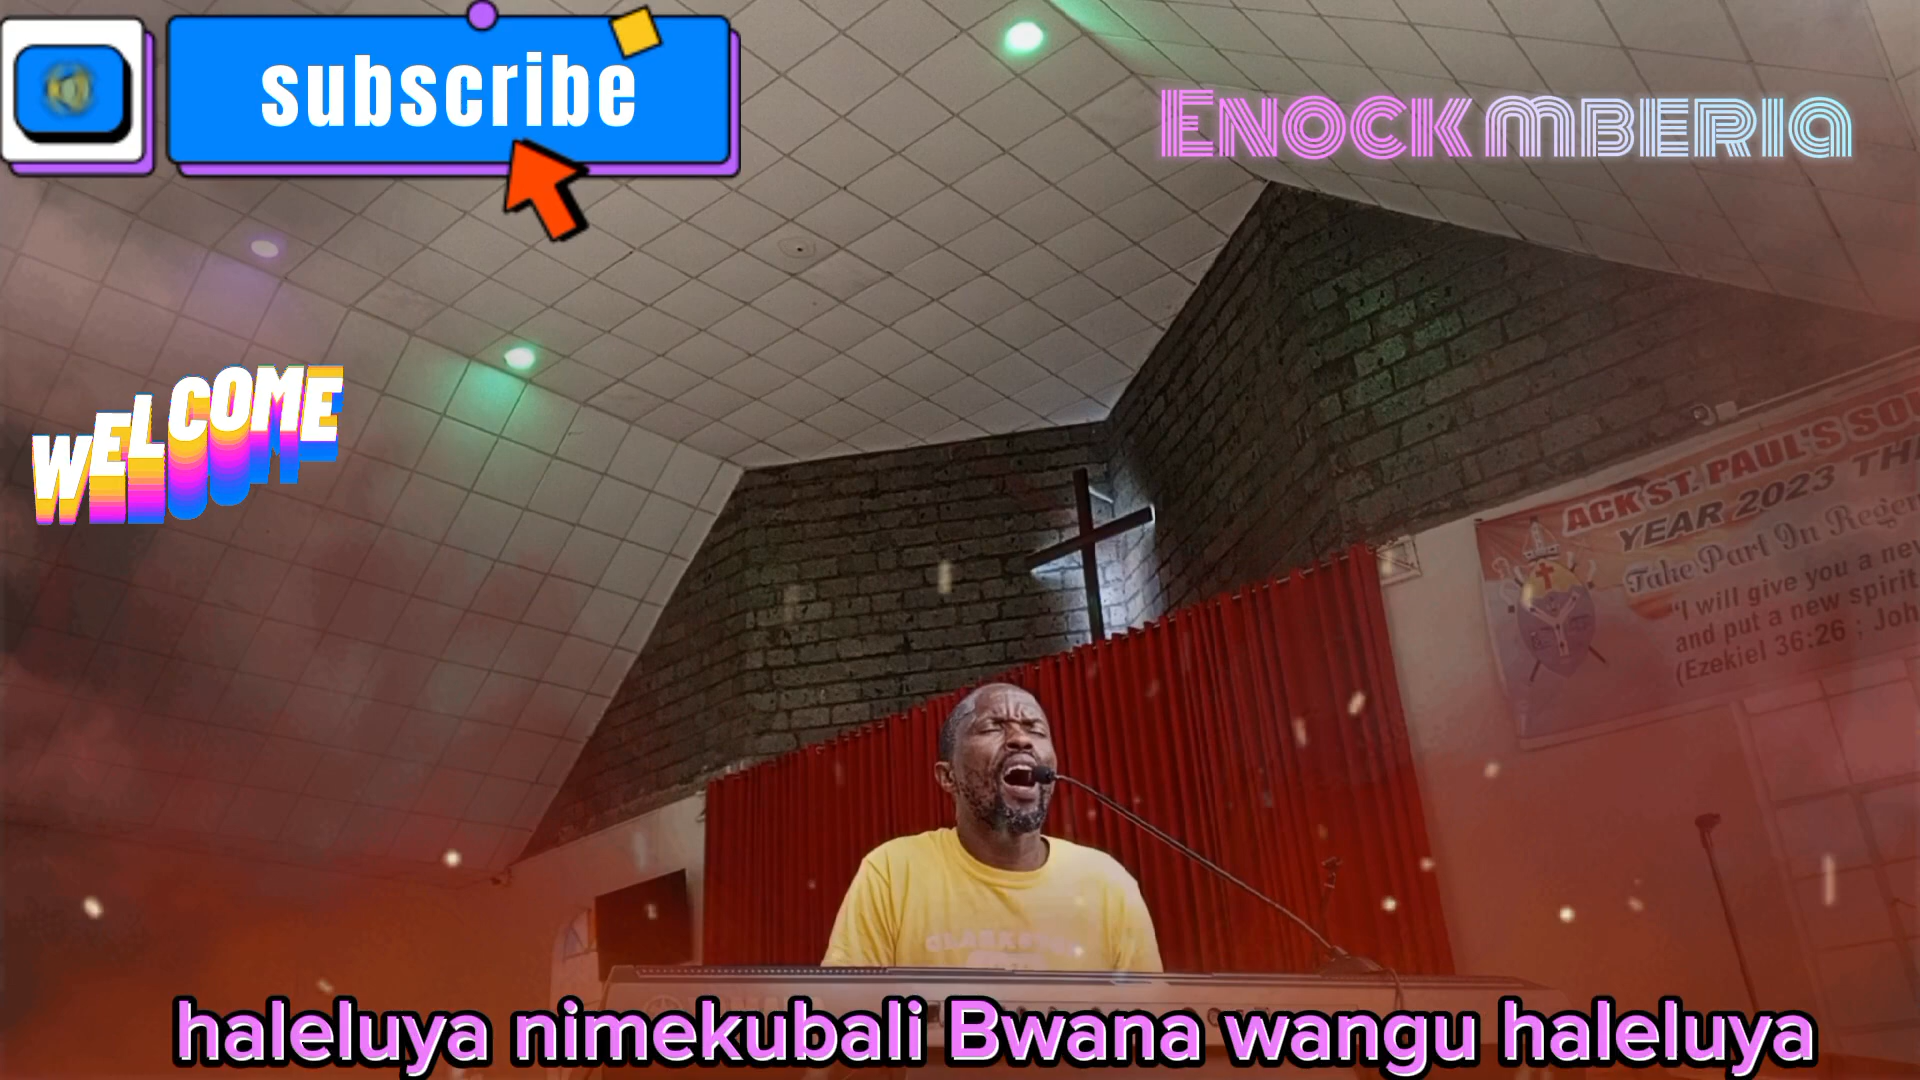 subscribe
Enock mberia
WELCOME
ACK ST. PAUL'S
YEAR 2023
Take Part In
"I will give you a new
and put a new spirit
(Ezekiel 36:26 ;
haleluya nimekubali Bwana wangu haleluya